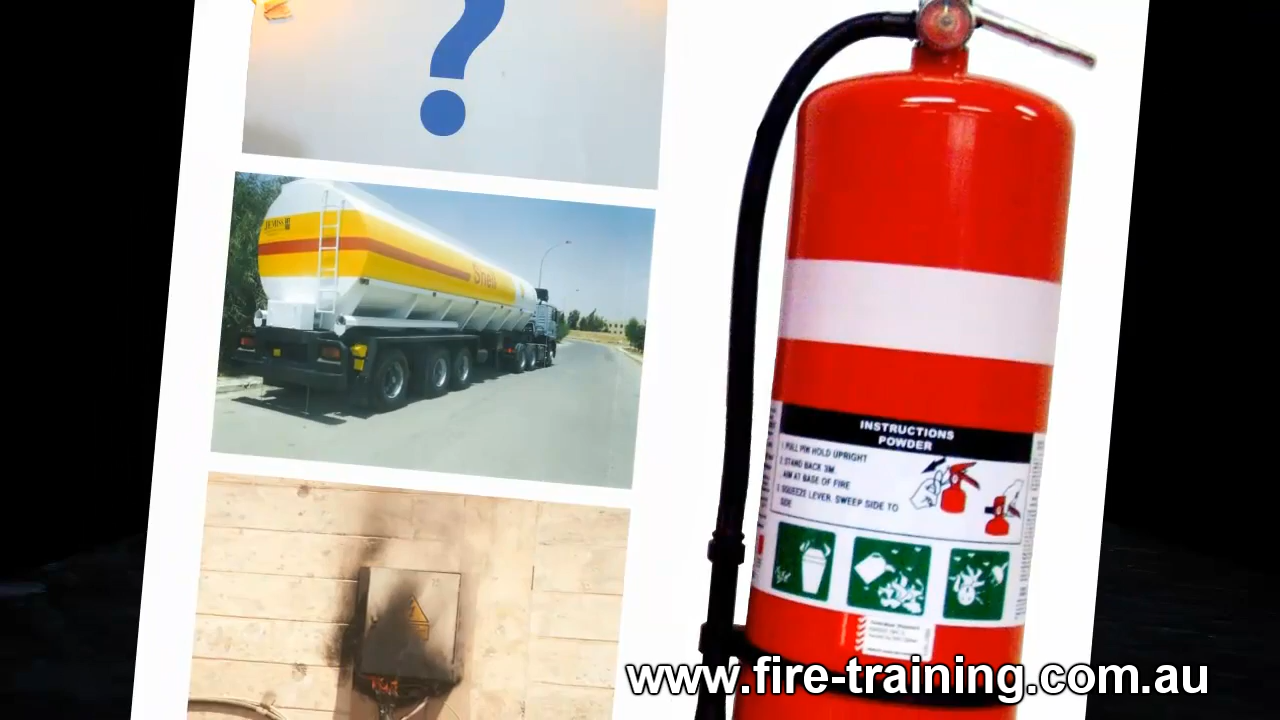 ?
Shell
INSTRUCTIONS
POWDER
1. PULL PIN HOLD UPRIGHT
2. STAND BACK 3M.
AIM AT BASE OF FIRE
3. SQUEEZE LEVER, SWEEP SIDE TO
SIDE
www.fire-training.com.au